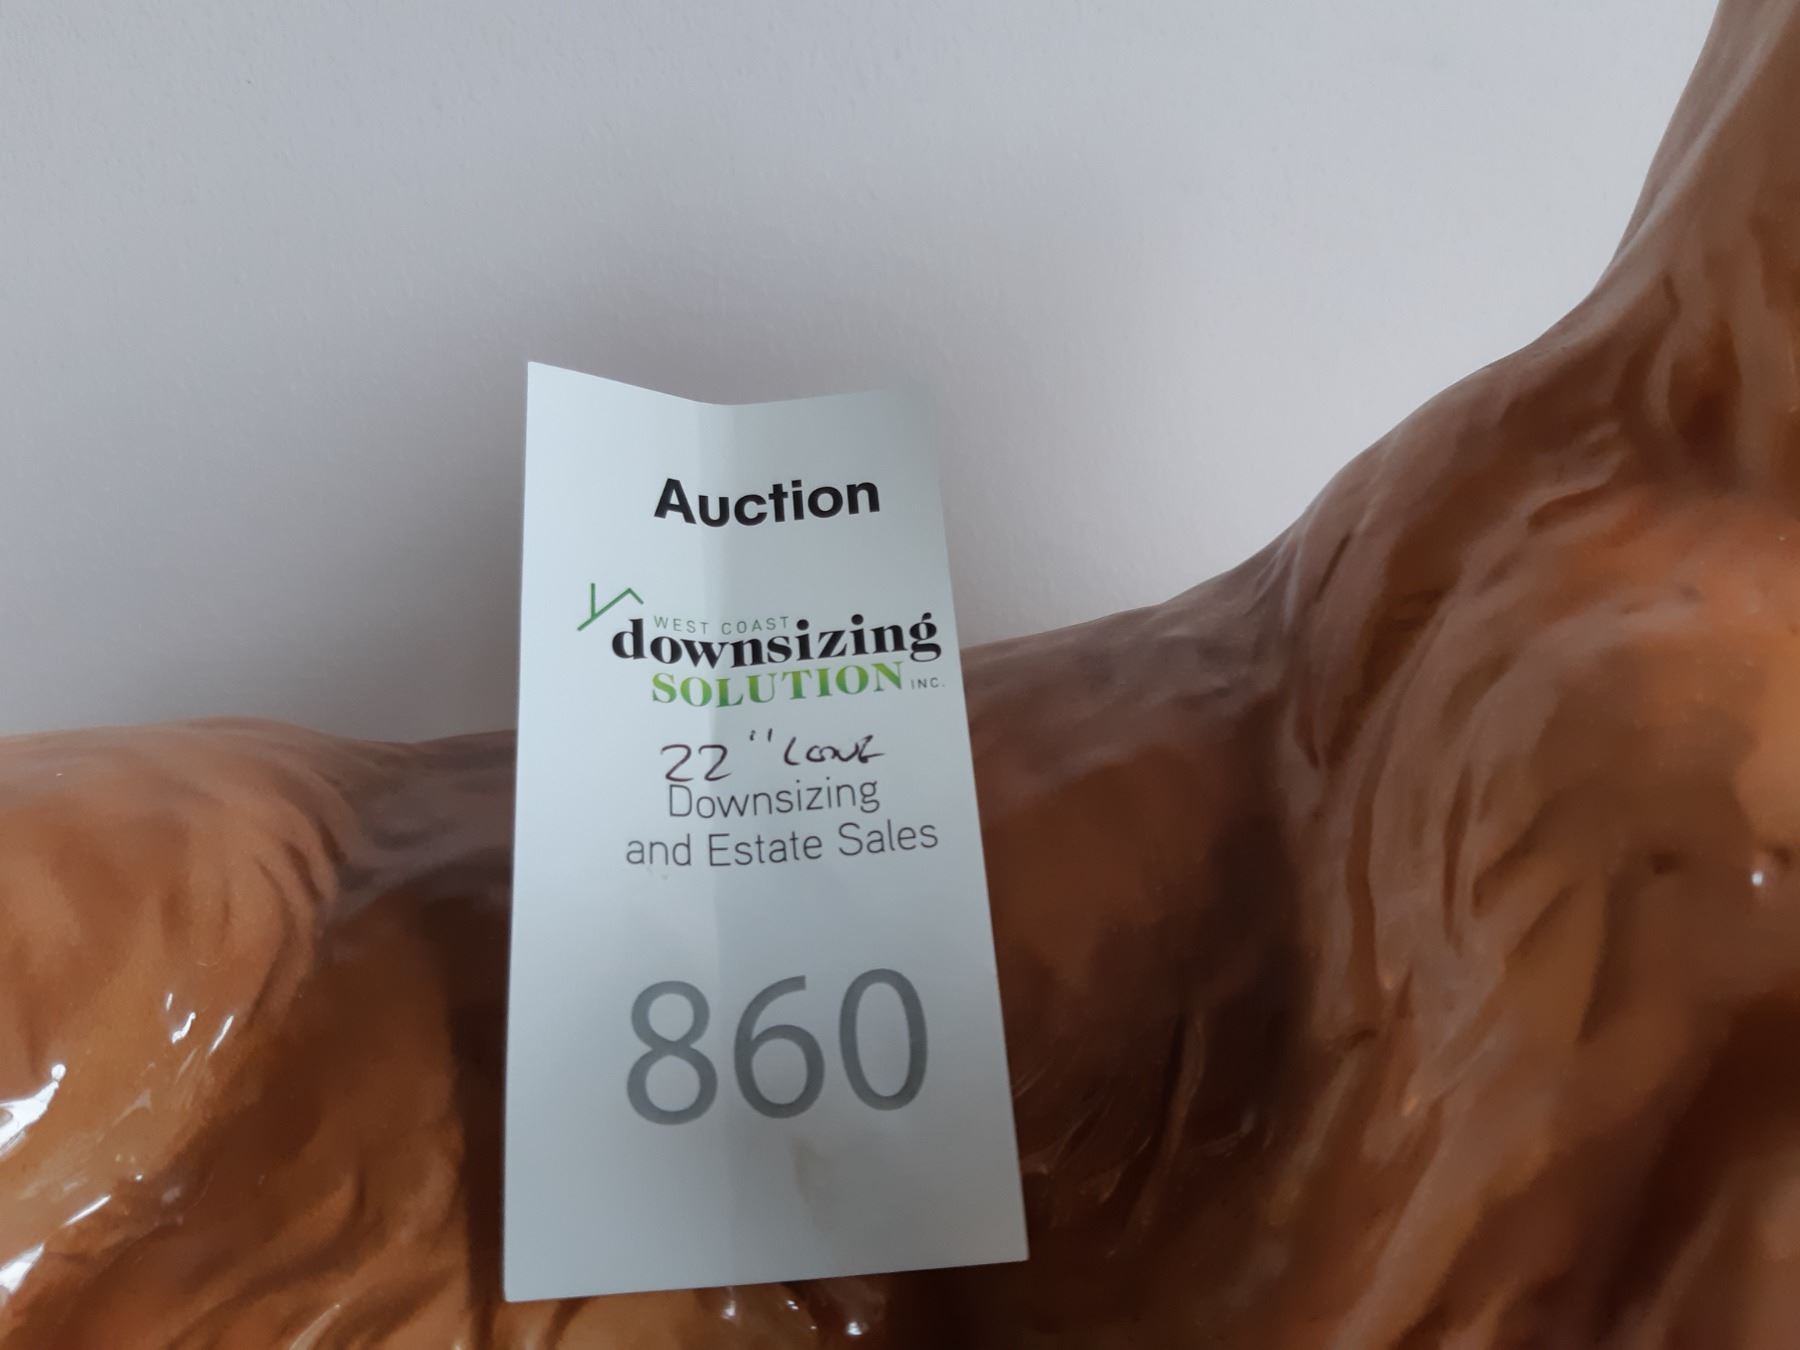 Auction
WEST COAST
downsizing
SOLUTION INC.
22" LONG
Downsizing
and Estate Sales
860